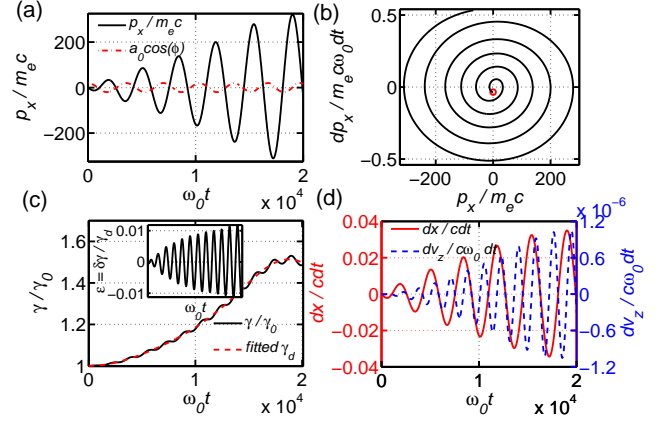 (a)
p_x / m_e c
a_0 cos(ϕ)
p_x / m_e c
200
0
−200
0
1
2
ω_0 t
x 10^4
(b)
dp_x / m_e cω_0 dt
0.5
0
−0.5
−200
0
200
p_x / m_e c
(c)
γ / γ_0
1.6
1.4
1.2
1
ε = δγ / γ_d
0.01
0
−0.01
ω_0 t
γ / γ_0
fitted γ_d
0
1
2
ω_0 t
x 10^4
(d)
x 10^-6
dx / cdt
0.04
0.02
0
−0.02
−0.04
dx / cdt
dv_z / cω_0 dt
1.2
0.6
0
−0.6
−1.2
dv_z / cω_0 dt
0
1
2
ω_0 t
x 10^4